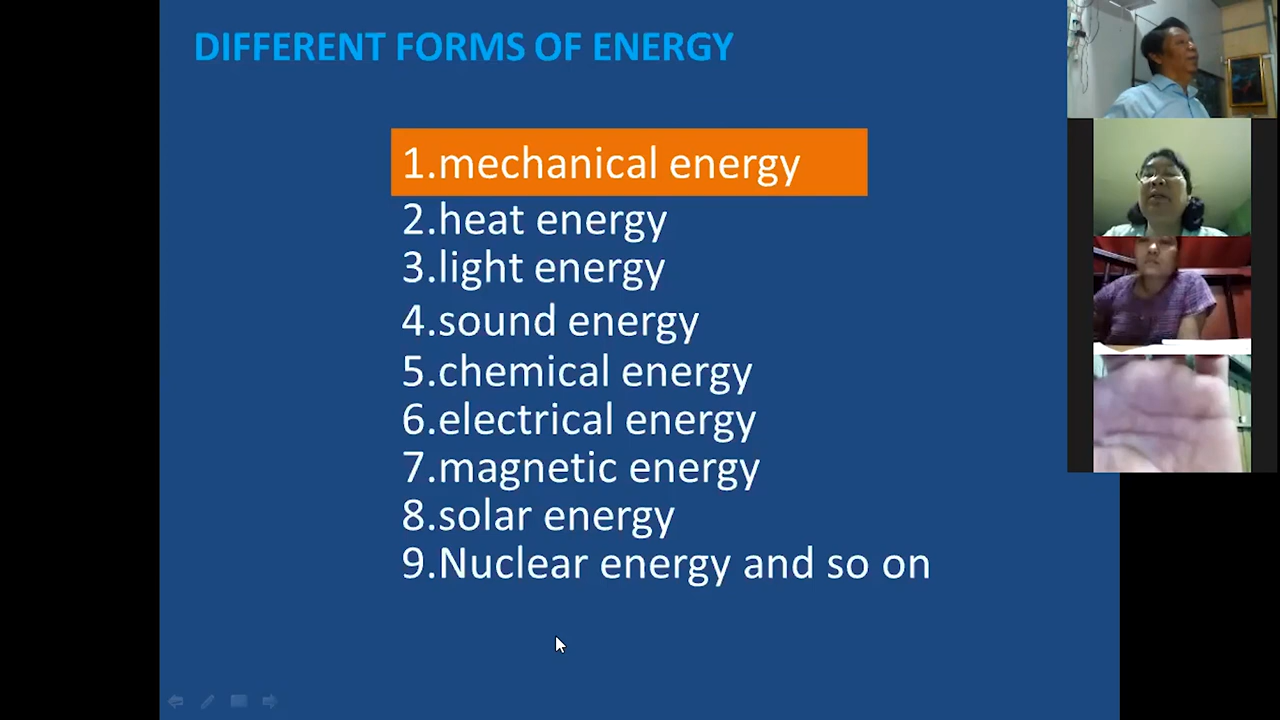 DIFFERENT FORMS OF ENERGY
1.mechanical energy
2.heat energy
3.light energy
4.sound energy
5.chemical energy
6.electrical energy
7.magnetic energy
8.solar energy
9.Nuclear energy and so on